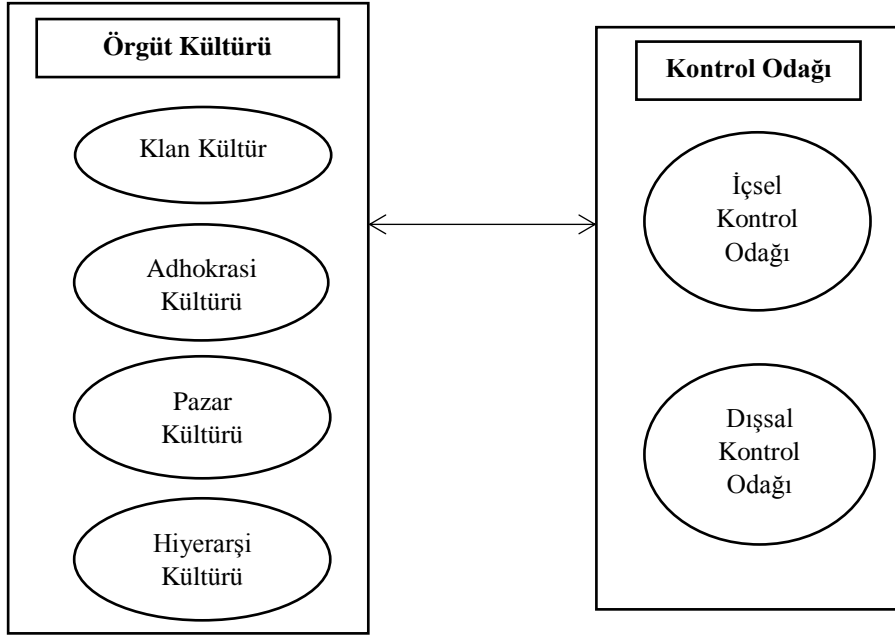 Örgüt Kültürü
Klan Kültür
Adhokrasi
Kültürü
Pazar
Kültürü
Hiyerarşi
Kültürü
Kontrol Odağı
İçsel
Kontrol
Odağı
Dışsal
Kontrol
Odağı